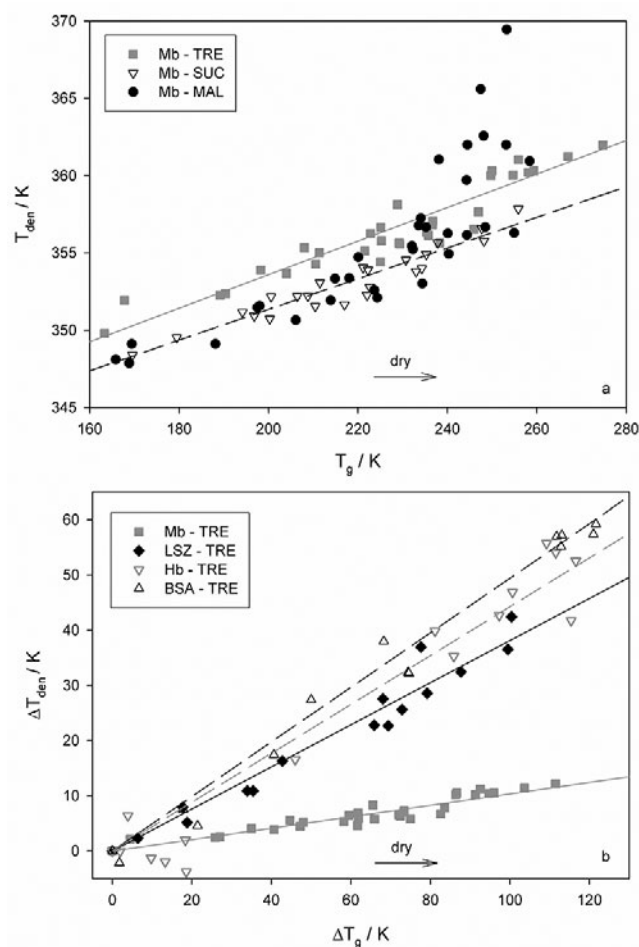 370
Mb - TRE
Mb - SUC
Mb - MAL
365
T_den / K
360
355
350
dry
345
a
160 180 200 220 240 260 280
T_g / K
60
Mb - TRE
LSZ - TRE
Hb - TRE
BSA - TRE
50
40
ΔT_den / K
30
20
10
0
dry
b
0 20 40 60 80 100 120
ΔT_g / K